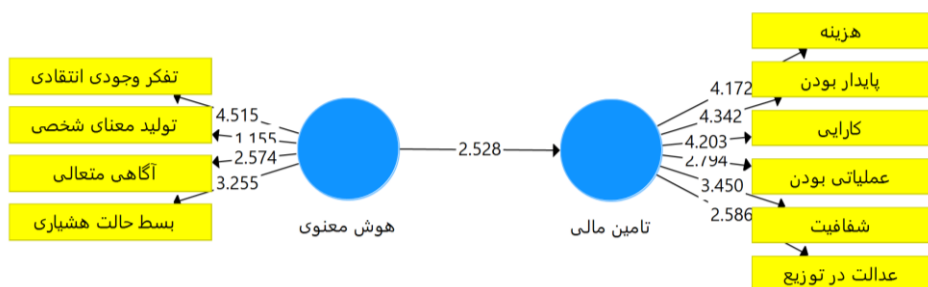 هزینه
پایدار بودن
کارایی
عملیاتی بودن
شفافیت
عدالت در توزیع
4.172
4.342
4.203
2.794
3.450
2.586
تامین مالی
2.528
هوش معنوی
4.515
1.155
2.574
3.255
تفکر وجودی انتقادی
تولید معنای شخصی
آگاهی متعالی
بسط حالت هشیاری